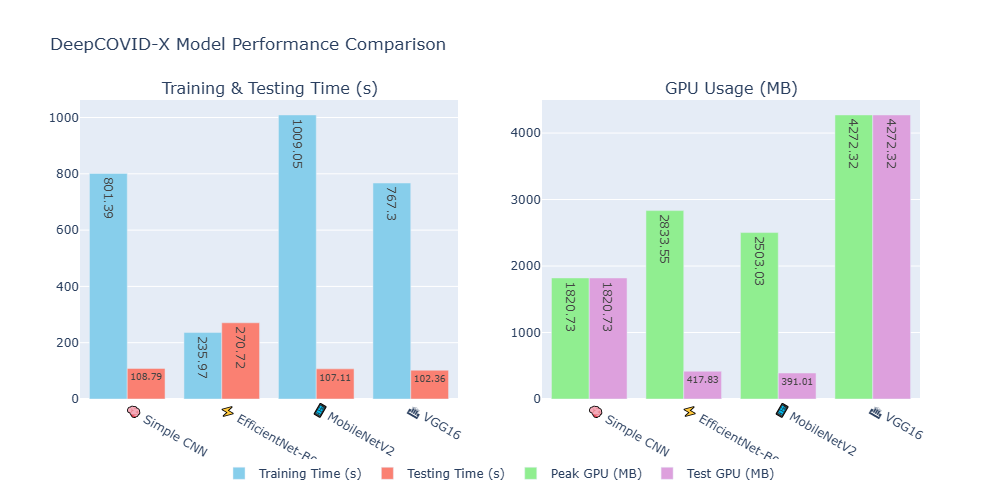 DeepCOVID-X Model Performance Comparison
Training & Testing Time (s)
1000
800
600
400
200
0
801.39
108.79
235.97
270.72
1009.05
107.11
767.3
102.36
Simple CNN
EfficientNet-B
MobileNetV2
VGG16
GPU Usage (MB)
4000
3000
2000
1000
0
1820.73
1820.73
2833.55
417.83
2503.03
391.01
4272.32
4272.32
Simple CNN
EfficientNet-B
MobileNetV2
VGG16
Training Time (s) Testing Time (s) Peak GPU (MB) Test GPU (MB)